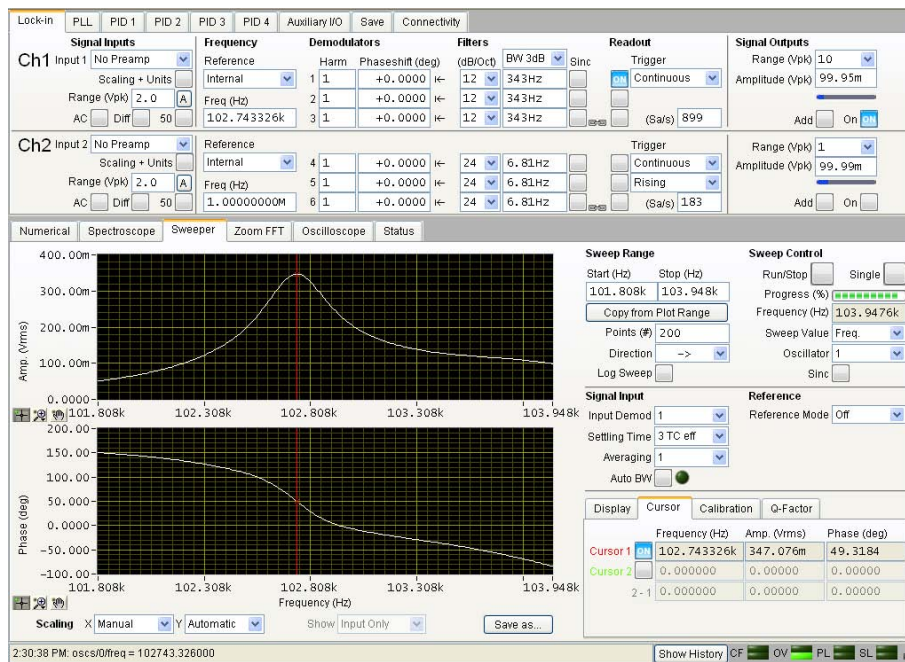 Lock-in PLL PID 1 PID 2 PID 3 PID 4 Auxiliary I/O Save Connectivity
Signal Inputs Frequency Demodulators Filters Readout Signal Outputs
Ch1 Input 1 No Preamp Reference Harm Phaseshift (deg) (dB/Oct) BW 3dB Sinc Trigger Range (Vpk) 10
Scaling + Units Internal 1 1 +0.0000 12 343Hz ON Continuous Amplitude (Vpk) 99.95m
Range (Vpk) 2.0 A Freq (Hz) 2 1 +0.0000 12 343Hz
AC Diff 50 102.743326k 3 1 +0.0000 12 343Hz (Sa/s) 899 Add On ON
Ch2 Input 2 No Preamp Reference Trigger Range (Vpk) 1
Scaling + Units Internal 4 1 +0.0000 24 6.81Hz Continuous Amplitude (Vpk) 99.99m
Range (Vpk) 2.0 A Freq (Hz) 5 1 +0.0000 24 6.81Hz Rising
AC Diff 50 1.00000000M 6 1 +0.0000 24 6.81Hz (Sa/s) 183 Add On
Numerical Spectroscope Sweeper Zoom FFT Oscilloscope Status
400.00m
300.00m
200.00m
100.00m
0.0000
Amp. (Vrms)
101.808k 102.308k 102.808k 103.308k 103.948k
200.00
150.00
100.00
50.000
0.0000
-50.000
-100.00
Phase (deg)
101.808k 102.308k 102.808k 103.308k 103.948k
Frequency (Hz)
Scaling X Manual Y Automatic Show Input Only Save as...
Sweep Range Sweep Control
Start (Hz) Stop (Hz) Run/Stop Single
101.808k 103.948k Progress (%)
Copy from Plot Range Frequency (Hz) 103.9476k
Points (#) 200 Sweep Value Freq.
Direction -> Oscillator 1
Log Sweep Sinc
Signal Input Reference
Input Demod 1 Reference Mode Off
Settling Time 3 TC eff
Averaging 1
Auto BW
Display Cursor Calibration Q-Factor
Frequency (Hz) Amp. (Vrms) Phase (deg)
Cursor 1 ON 102.743326k 347.076m 49.3184
Cursor 2 0.000000 0.00000 0.00000
2 - 1 0.000000 0.00000 0.00000
2:30:38 PM: oscs/0/freq = 102743.326000 Show History CF OV PL SL